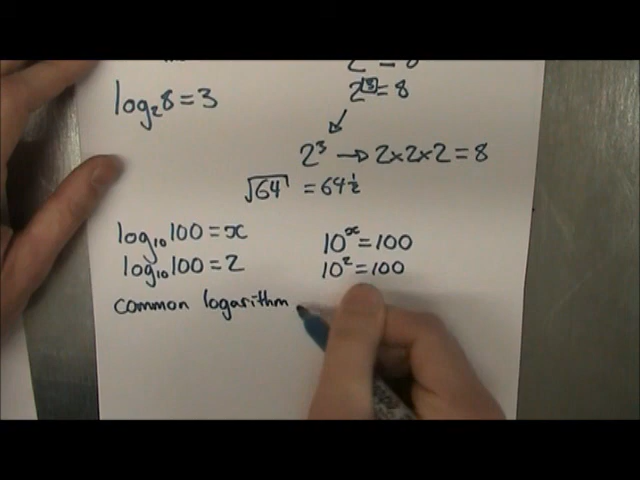 log₂8=3
2³=8
2³ → 2×2×2=8
√64 = 64^½
log₁₀100=x 10ˣ=100
log₁₀100=2 10²=100
common logarithm